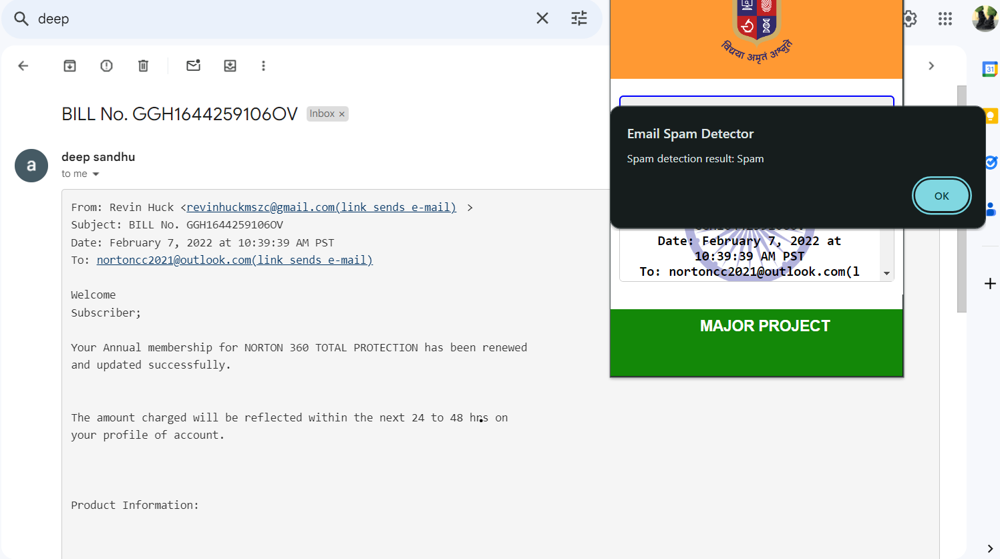 deep
विद्यया अमृतं अश्नुते
31
BILL No. GGH1644259106OV
Inbox ×
a
deep sandhu
to me
From: Revin Huck <revinhuckmszc@gmail.com(link sends e-mail) >
Subject: BILL No. GGH1644259106OV
Date: February 7, 2022 at 10:39:39 AM PST
To: nortoncc2021@outlook.com(link sends e-mail)
Welcome
Subscriber;
Your Annual membership for NORTON 360 TOTAL PROTECTION has been renewed
and updated successfully.
The amount charged will be reflected within the next 24 to 48 hrs on
your profile of account.
Product Information:
Email Spam Detector
Spam detection result: Spam
OK
Date: February 7, 2022 at
10:39:39 AM PST
To: nortoncc2021@outlook.com(l
MAJOR PROJECT